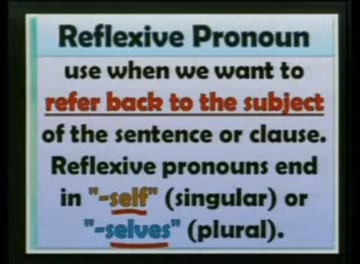 Reflexive Pronoun
use when we want to
refer back to the subject
of the sentence or clause.
Reflexive pronouns end
in "-self" (singular) or
"-selves" (plural).